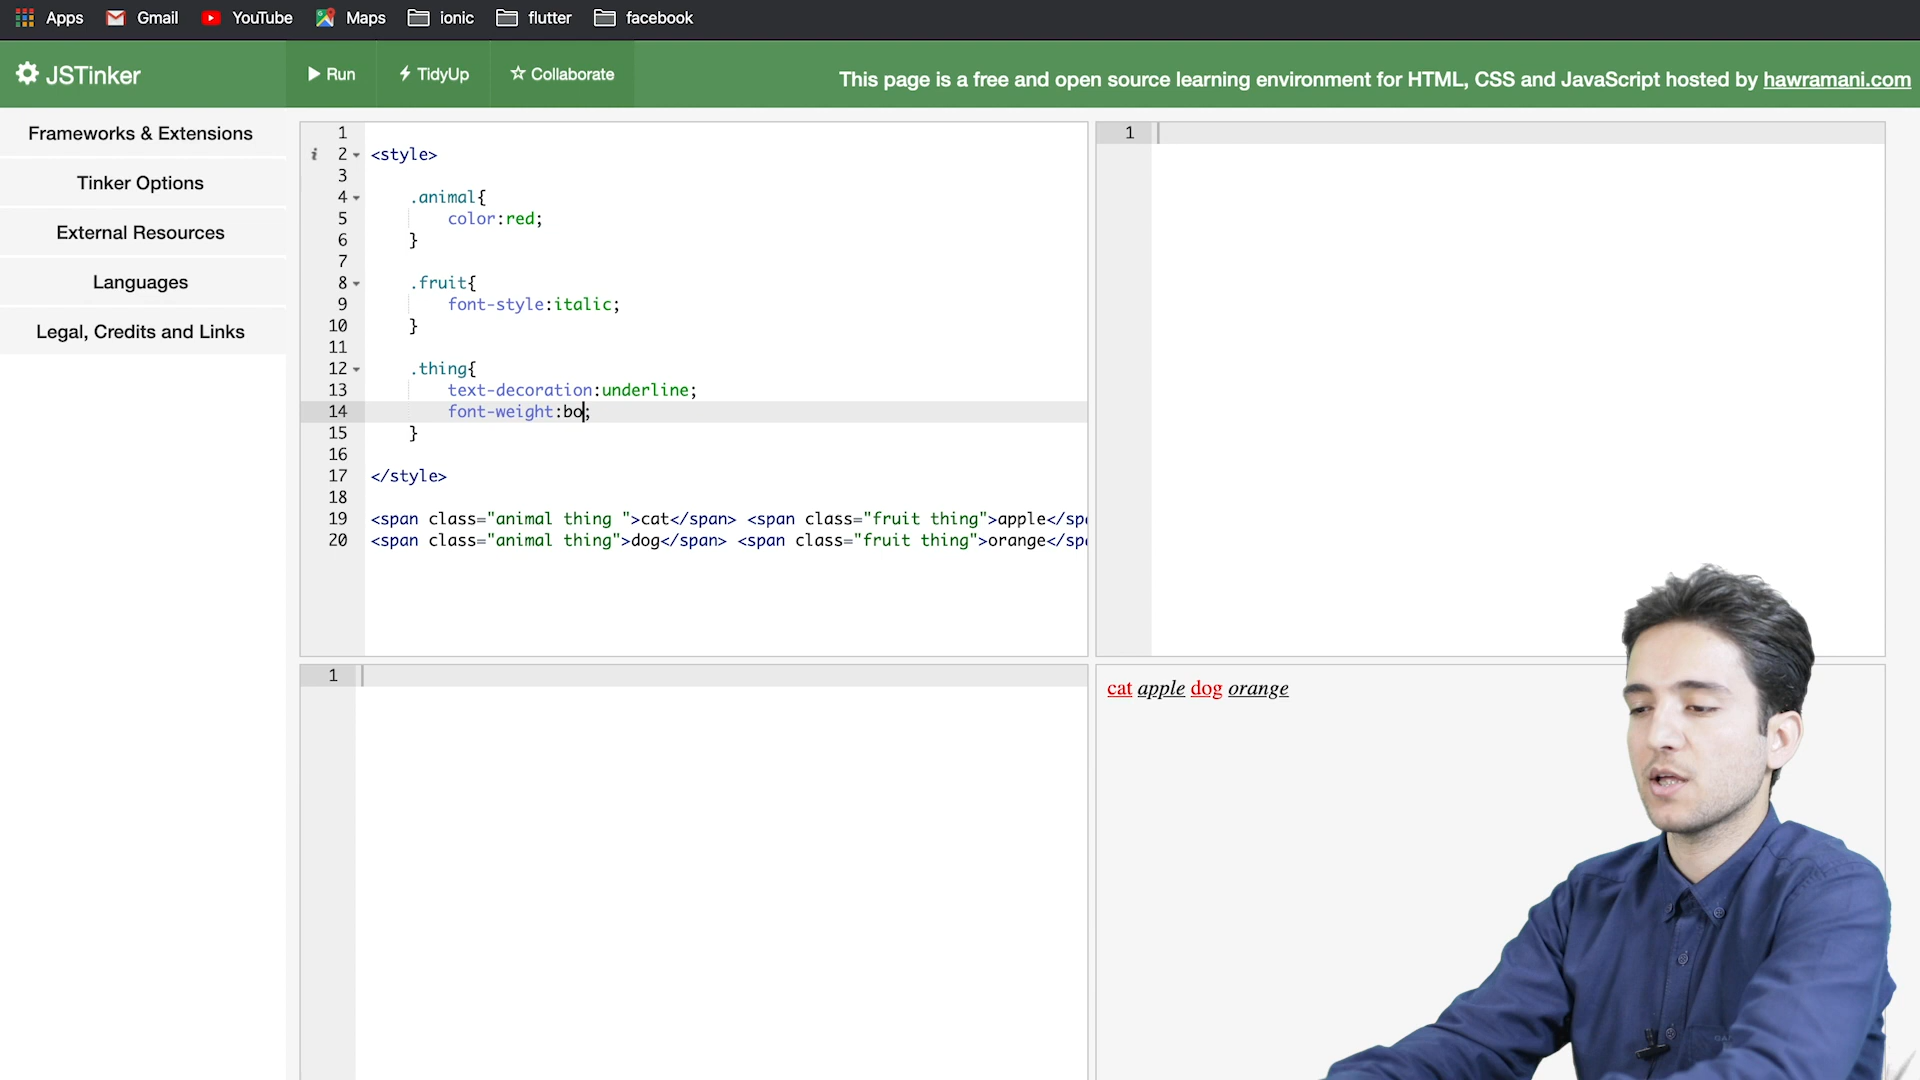 Apps Gmail YouTube Maps ionic flutter facebook
JSTinker Run TidyUp Collaborate This page is a free and open source learning environment for HTML, CSS and JavaScript hosted by hawramani.com
Frameworks & Extensions
Tinker Options
External Resources
Languages
Legal, Credits and Links
1
i 2 <style>
3
4 .animal{
5 color:red;
6 }
7
8 .fruit{
9 font-style:italic;
10 }
11
12 .thing{
13 text-decoration:underline;
14 font-weight:bo;
15 }
16
17 </style>
18
19 <span class="animal thing ">cat</span> <span class="fruit thing">apple</sp
20 <span class="animal thing">dog</span> <span class="fruit thing">orange</sp
1
1
cat apple dog orange